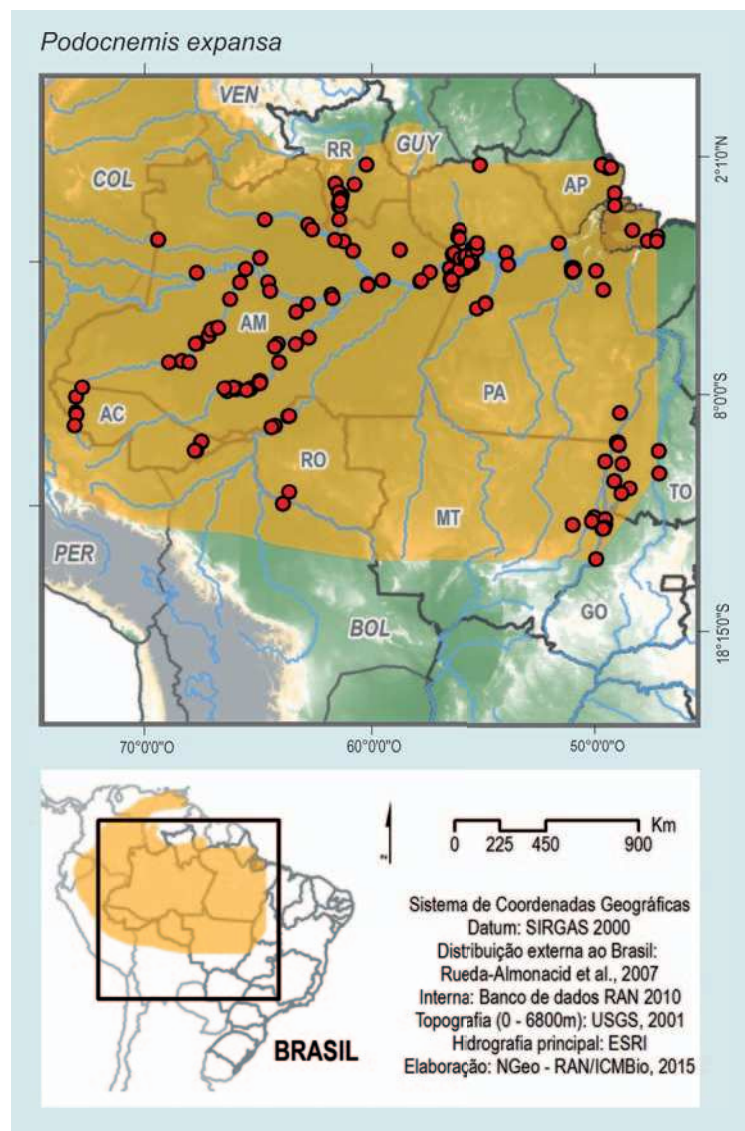 Podocnemis expansa
VEN
GUY
RR
COL
AP
2°1'0"N
AM
PA
8°0'0"S
AC
RO
TO
MT
PER
GO
BOL
18°15'0"S
70°0'0"O
60°0'0"O
50°0'0"O
Km
0 225 450 900
Sistema de Coordenadas Geográficas
Datum: SIRGAS 2000
Distribuição externa ao Brasil:
Rueda-Almonacid et al., 2007
Interna: Banco de dados RAN 2010
Topografia (0 - 6800m): USGS, 2001
Hidrografia principal: ESRI
Elaboração: NGeo - RAN/ICMBio, 2015
BRASIL